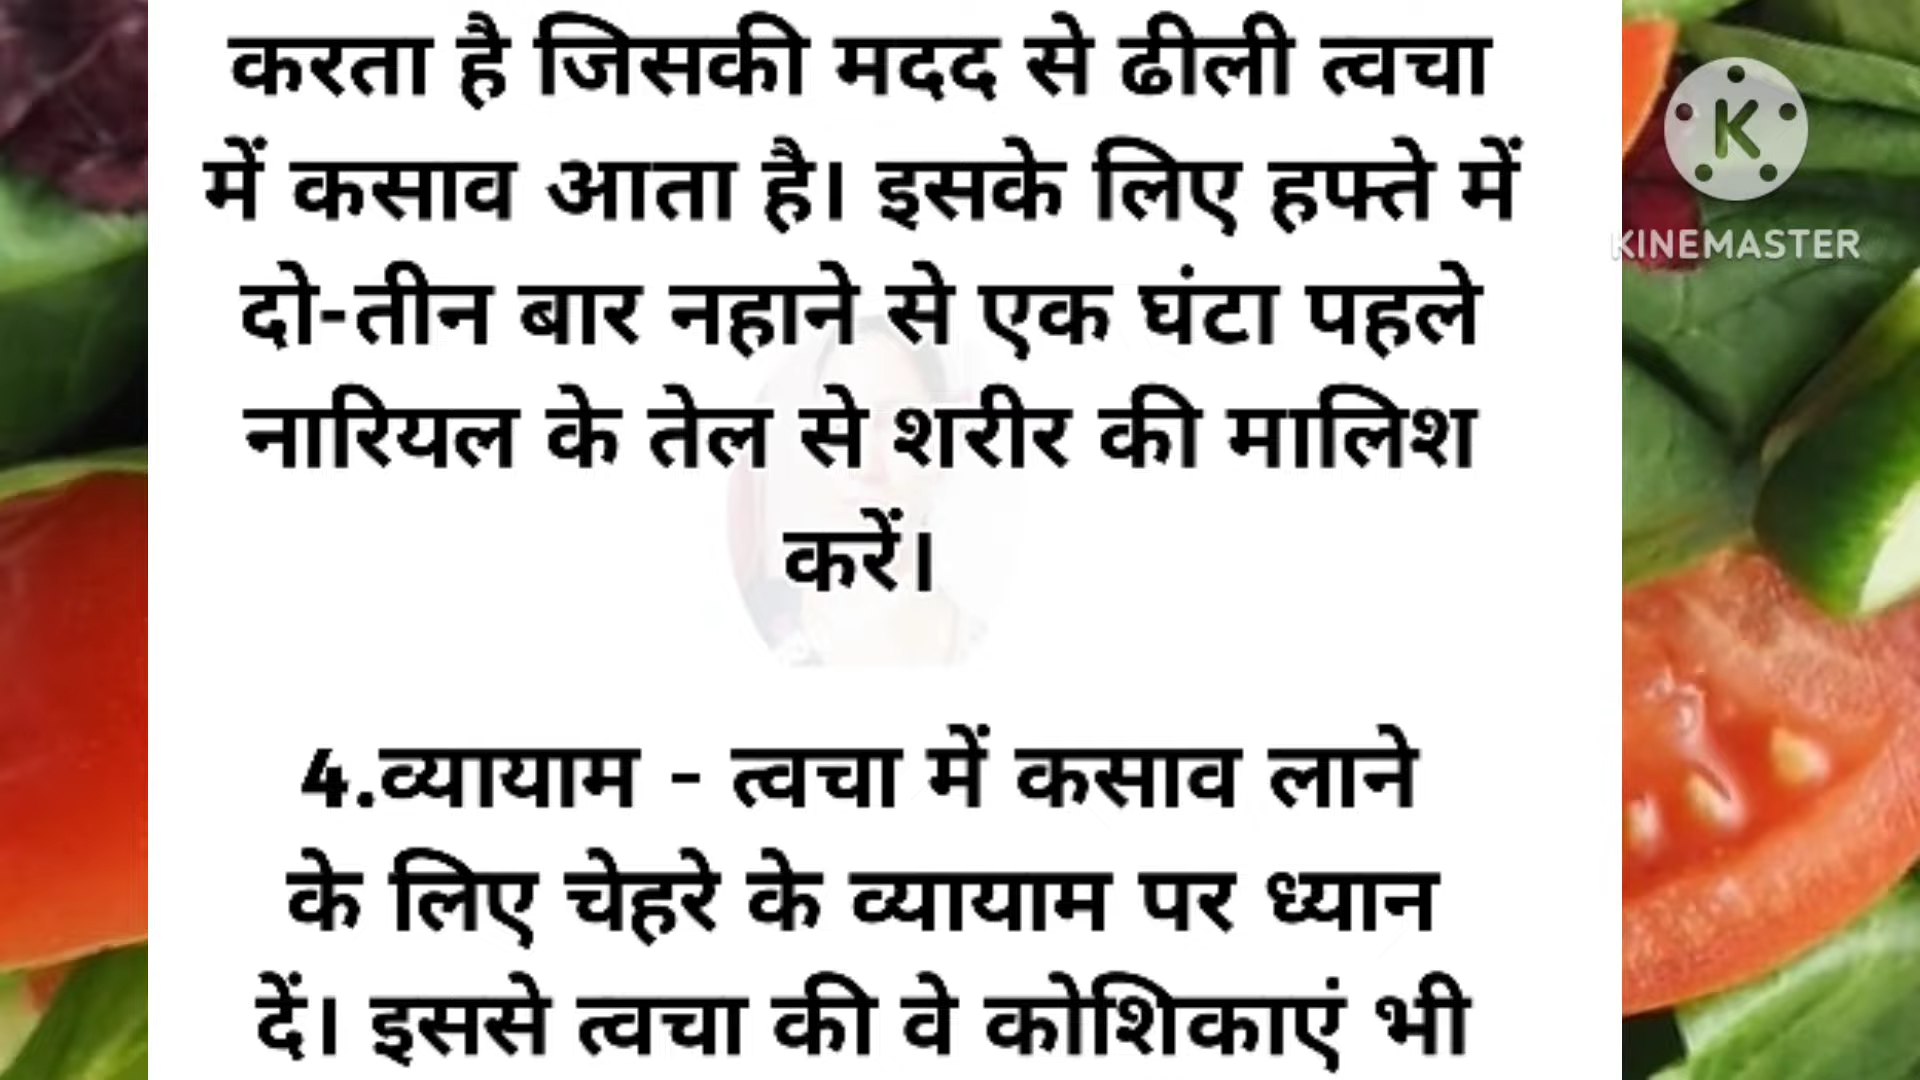 करता है जिसकी मदद से ढीली त्वचा
में कसाव आता है। इसके लिए हफ्ते में
दो-तीन बार नहाने से एक घंटा पहले
नारियल के तेल से शरीर की मालिश
करें।
4.व्यायाम - त्वचा में कसाव लाने
के लिए चेहरे के व्यायाम पर ध्यान
दें। इससे त्वचा की वे कोशिकाएं भी
K
KINEMASTER